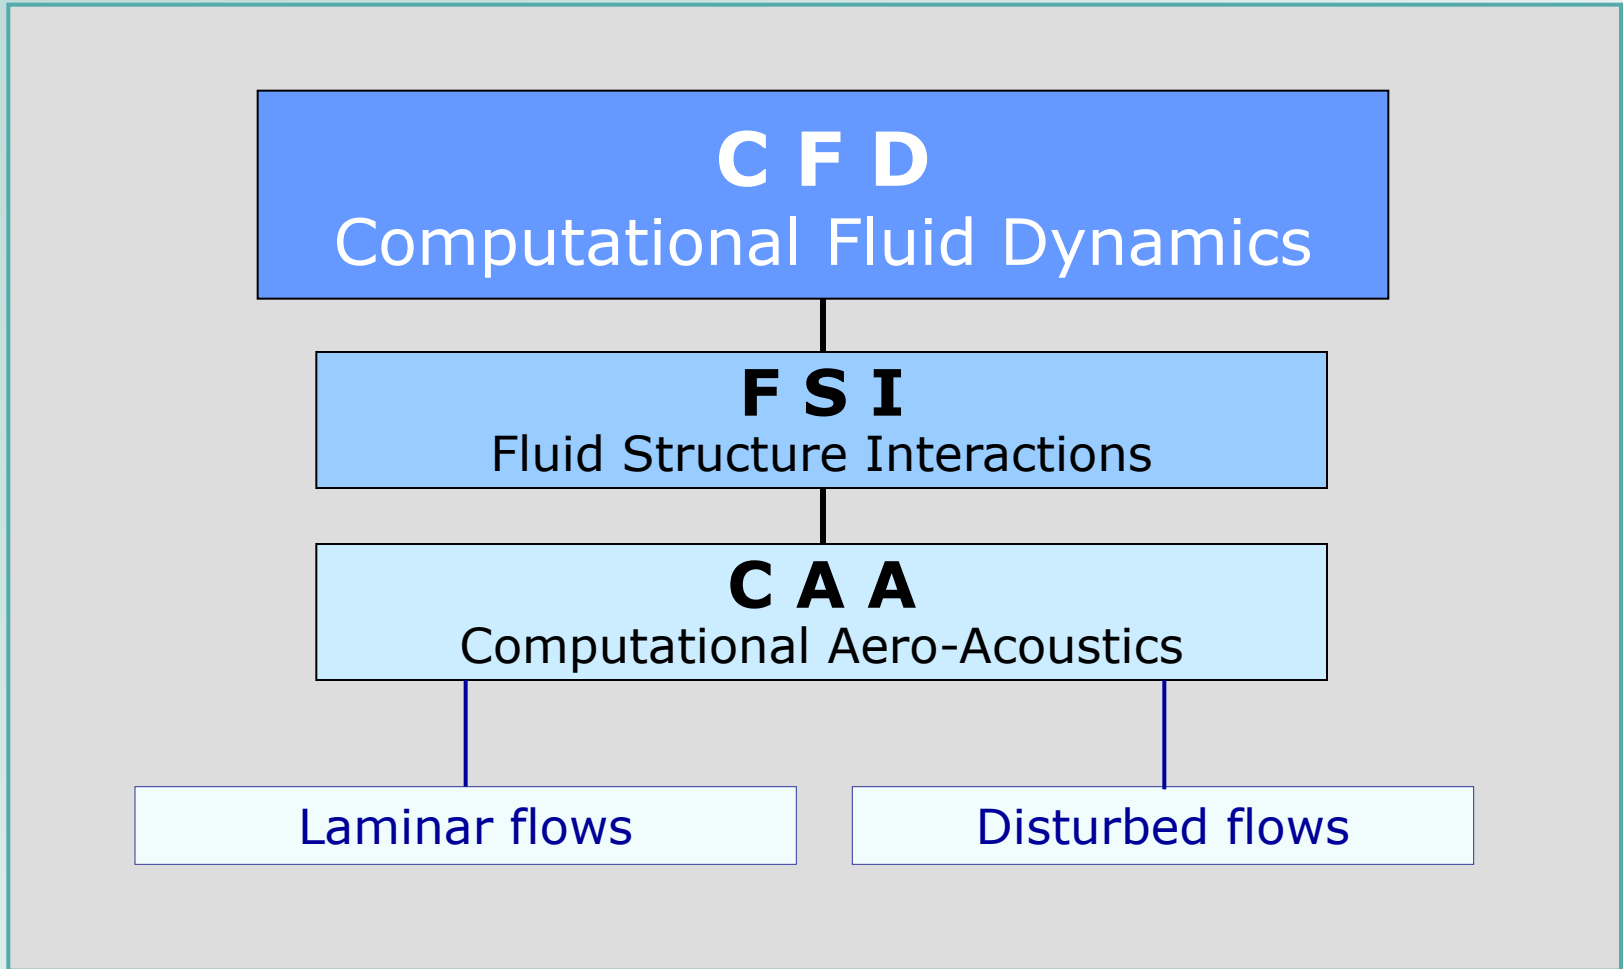 C F D
Computational Fluid Dynamics
F S I
Fluid Structure Interactions
C A A
Computational Aero-Acoustics
Laminar flows
Disturbed flows